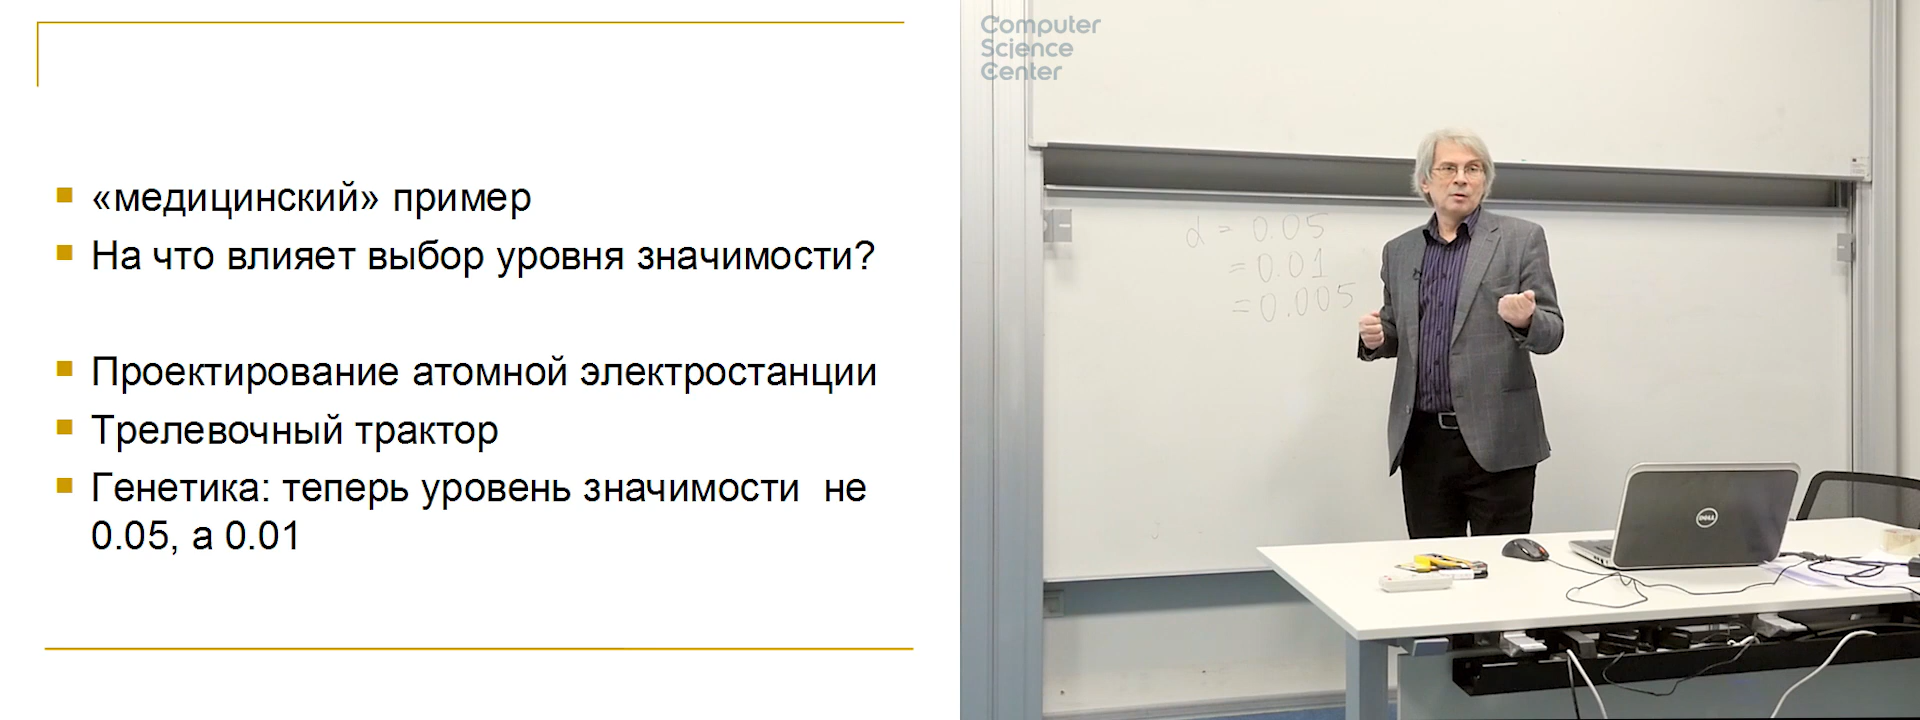 «медицинский» пример
На что влияет выбор уровня значимости?
Проектирование атомной электростанции
Трелевочный трактор
Генетика: теперь уровень значимости не
0.05, а 0.01
Computer
Science
Center
α = 0.05
= 0.01
= 0.005
DELL